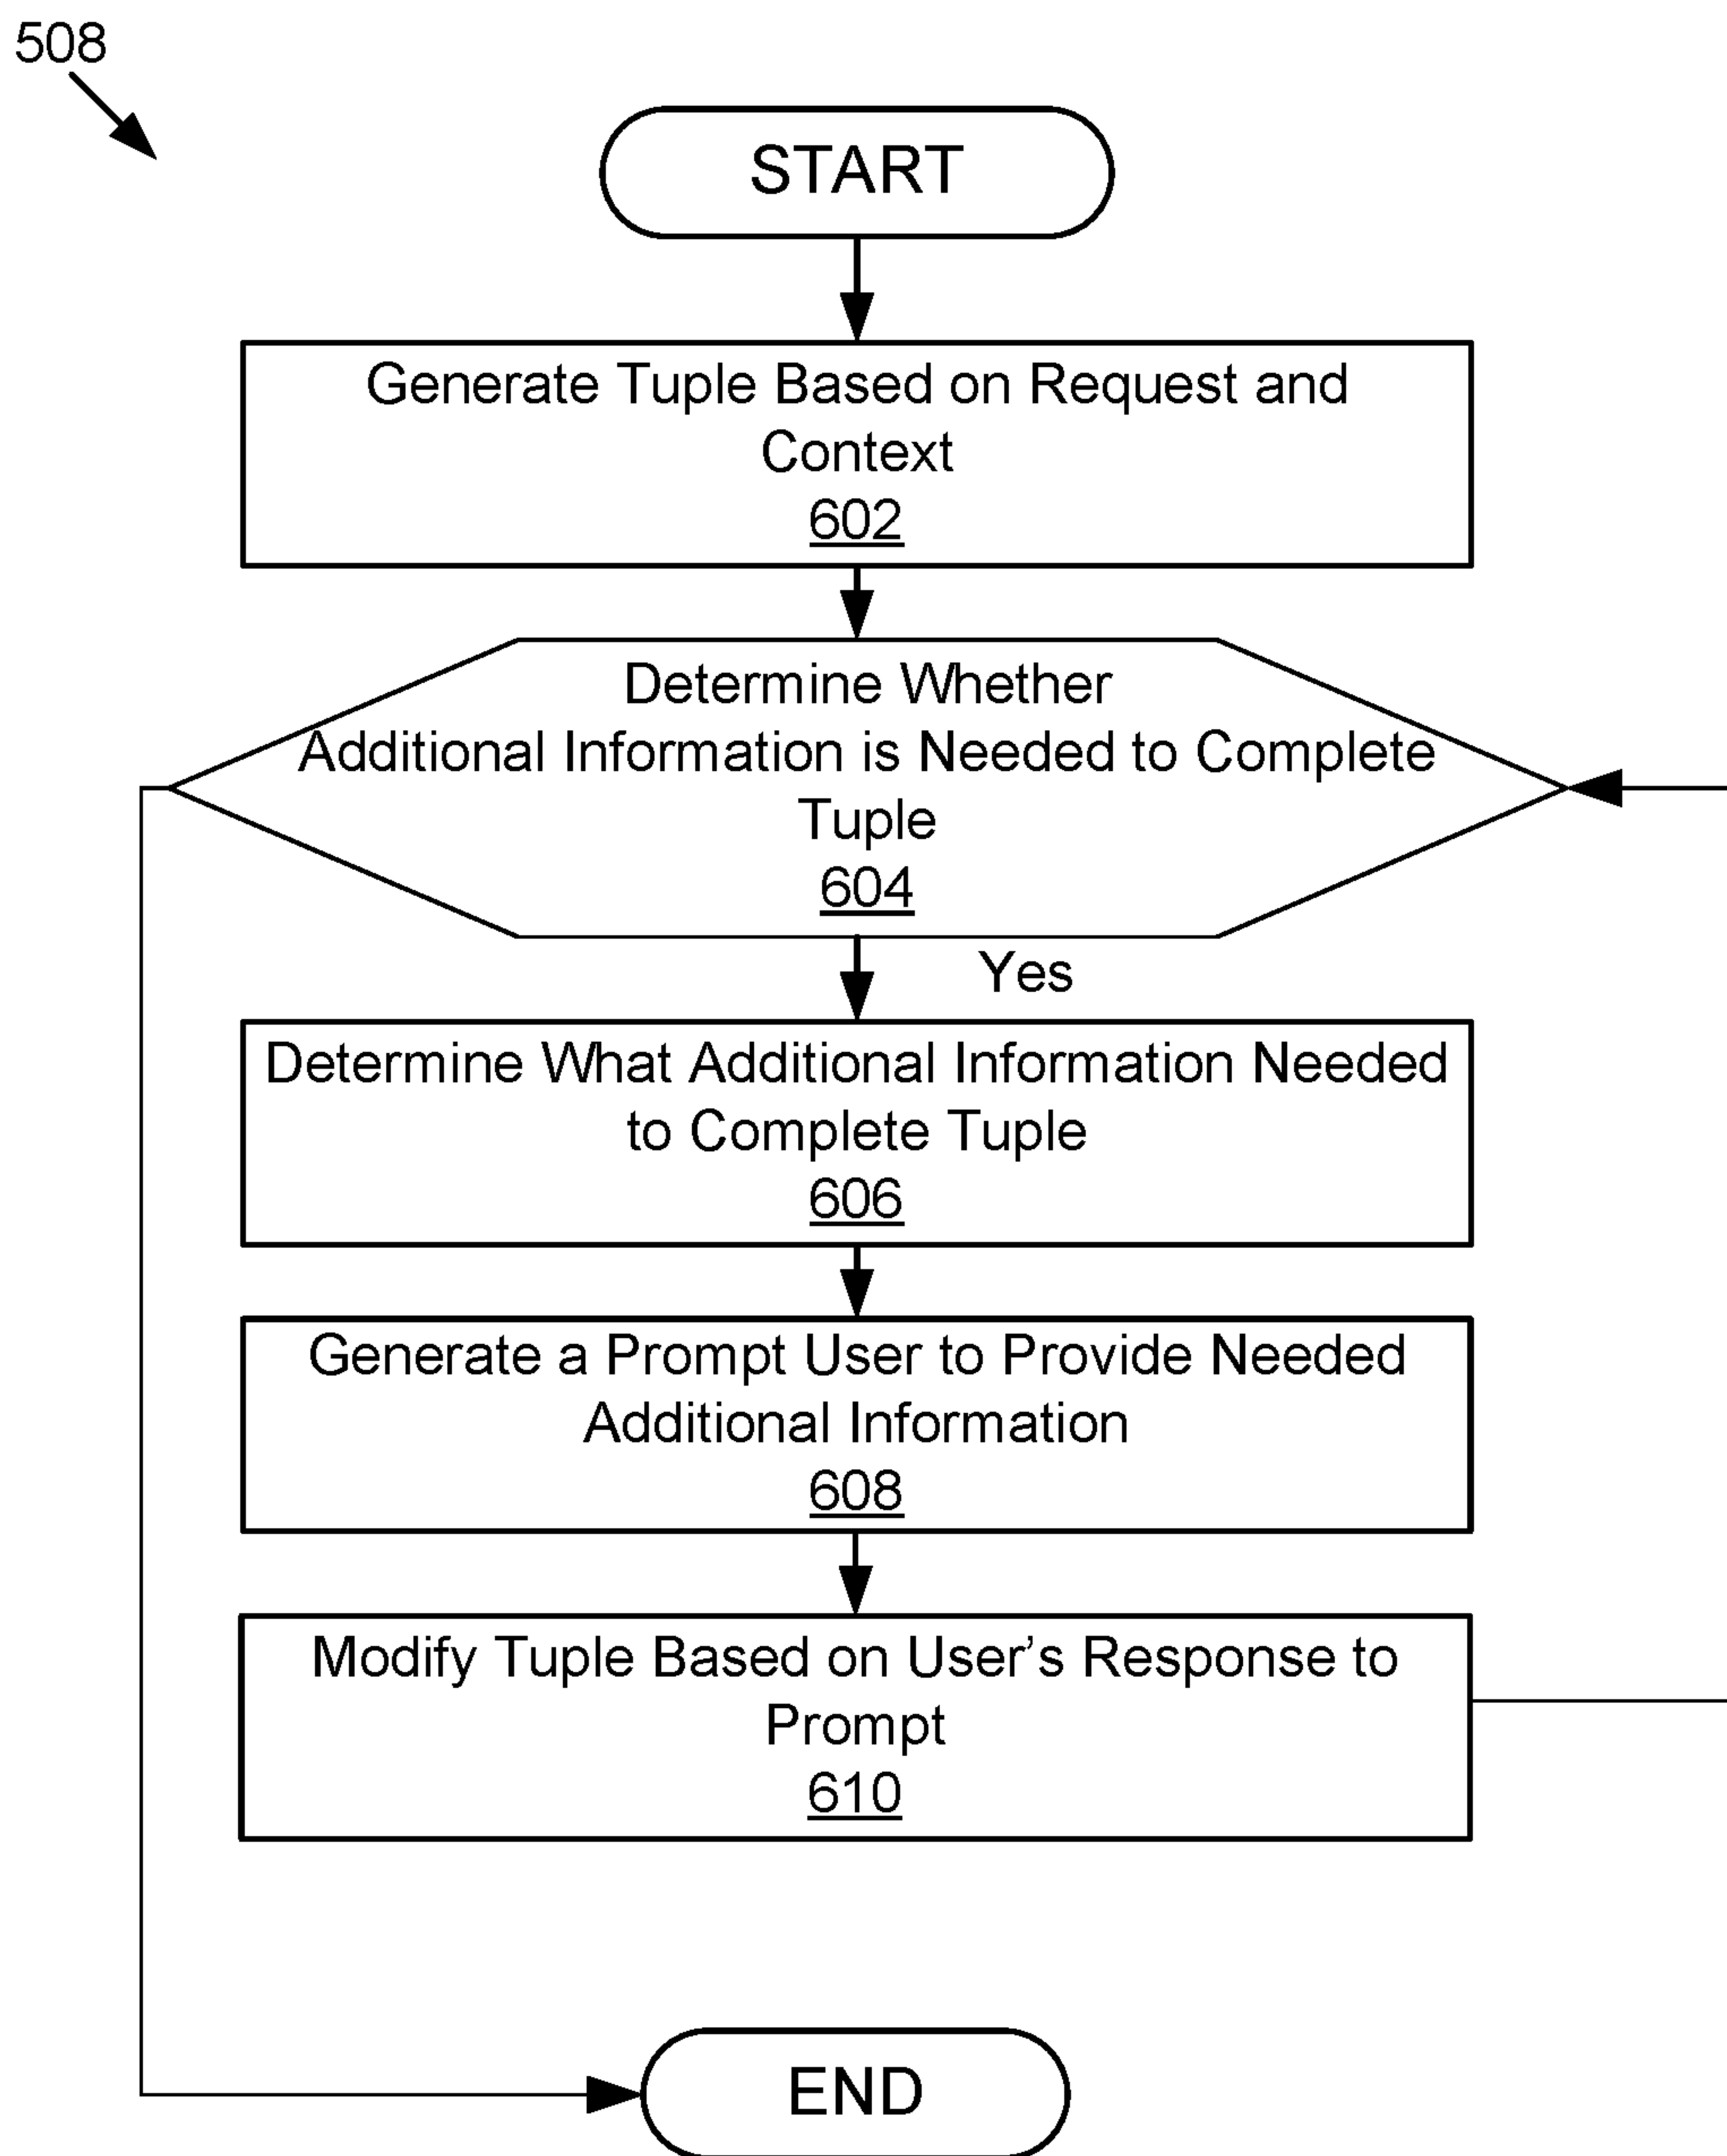 508
START
Generate Tuple Based on Request and
Context
602
Determine Whether
Additional Information is Needed to Complete
Tuple
604
Yes
Determine What Additional Information Needed
to Complete Tuple
606
Generate a Prompt User to Provide Needed
Additional Information
608
Modify Tuple Based on User’s Response to
Prompt
610
END